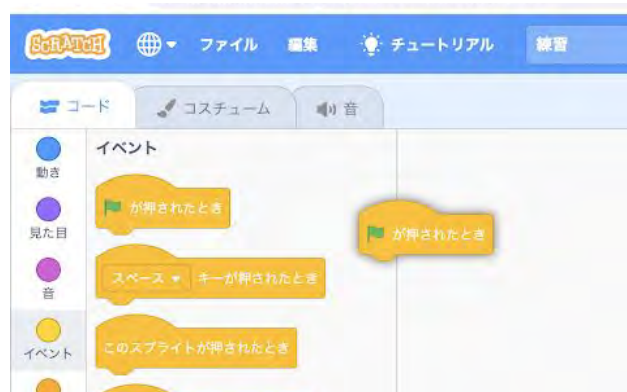 SCRATCH ファイル 編集 チュートリアル 練習
コード コスチューム 音
イベント
動き
が押されたとき
が押されたとき
見た目
スペース キーが押されたとき
音
イベント
このスプライトが押されたとき